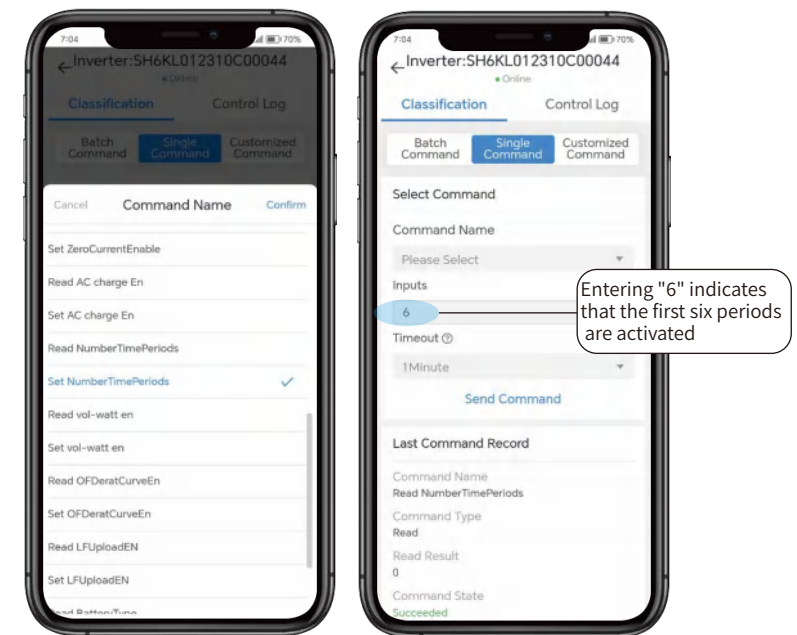 7:04
70%
Inverter:SH6KL012310C00044
Online
Classification
Control Log
Batch
Command
Single
Command
Customized
Command
Cancel
Command Name
Confirm
Set ZeroCurrentEnable
Read AC charge En
Set AC charge En
Read NumberTimePeriods
Set NumberTimePeriods
Read vol-watt en
Set vol-watt en
Read OFDeratCurveEn
Set OFDeratCurveEn
Read LFUploadEN
Set LFUploadEN
Read BatteryType
7:04
70%
Inverter:SH6KL012310C00044
Online
Classification
Control Log
Batch
Command
Single
Command
Customized
Command
Select Command
Command Name
Please Select
Inputs
6
Timeout
1Minute
Send Command
Last Command Record
Command Name
Read NumberTimePeriods
Command Type
Read
Read Result
0
Command State
Succeeded
Entering "6" indicates
that the first six periods
are activated